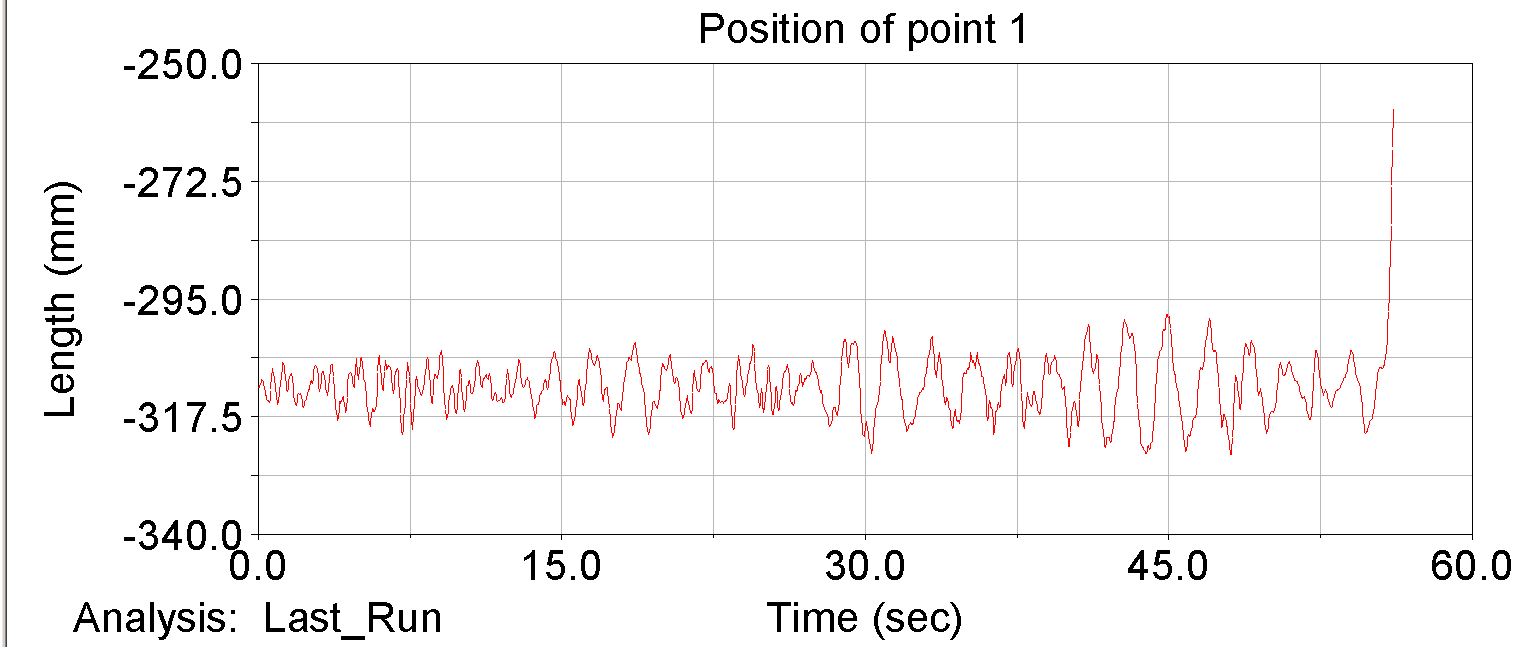 Position of point 1
-250.0
-272.5
-295.0
-317.5
-340.0
Length (mm)
0.0 15.0 30.0 45.0 60.0
Analysis: Last_Run Time (sec)